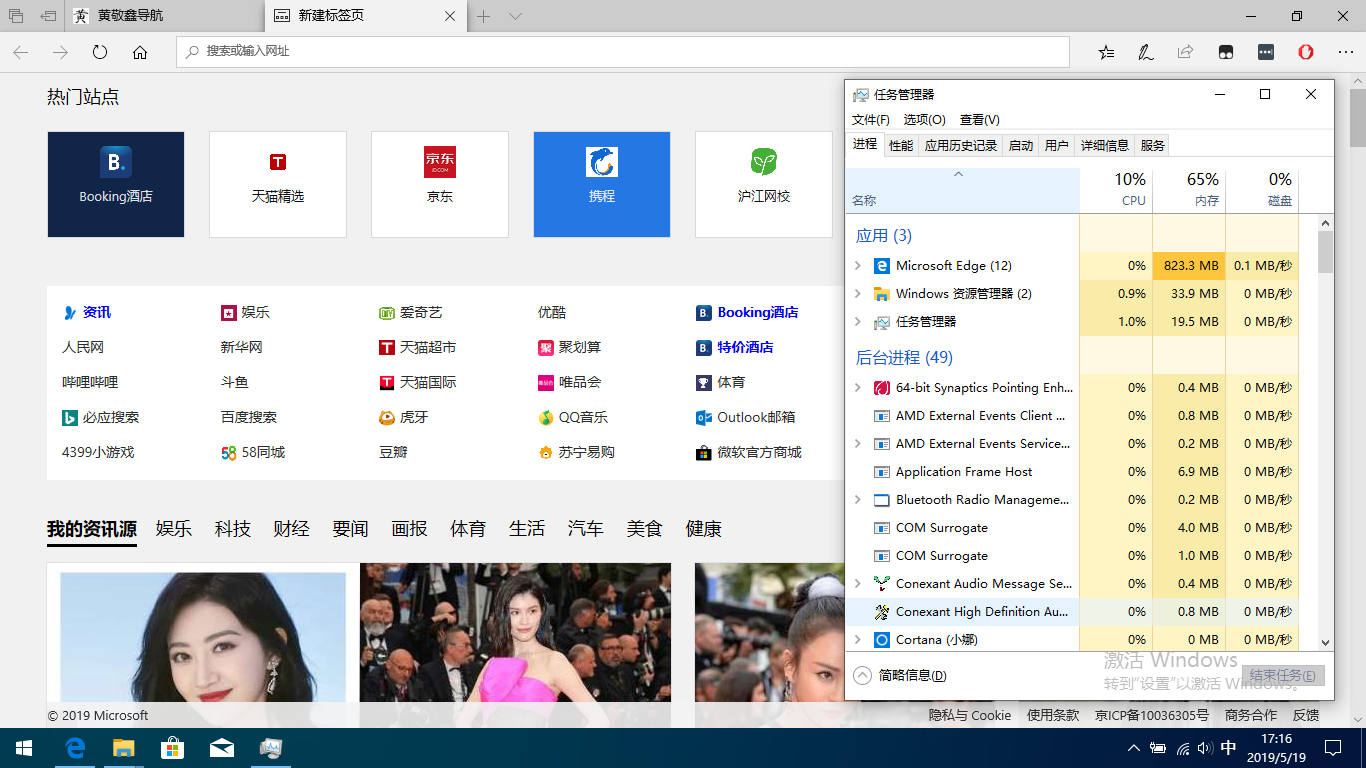 黄敬鑫导航
新建标签页
搜索或输入网址
热门站点
Booking酒店
天猫精选
京东
JD.COM
京东
携程
沪江网校
资讯 娱乐 爱奇艺 优酷 Booking酒店
人民网 新华网 天猫超市 聚划算 特价酒店
哔哩哔哩 斗鱼 天猫国际 唯品会 体育
必应搜索 百度搜索 虎牙 QQ音乐 Outlook邮箱
4399小游戏 58同城 豆瓣 苏宁易购 微软官方商城
我的资讯源 娱乐 科技 财经 要闻 画报 体育 生活 汽车 美食 健康
© 2019 Microsoft
隐私与 Cookie 使用条款 京ICP备10036305号 商务合作 反馈
任务管理器
文件(F) 选项(O) 查看(V)
进程 性能 应用历史记录 启动 用户 详细信息 服务
10% 65% 0%
名称 CPU 内存 磁盘
应用 (3)
Microsoft Edge (12) 0% 823.3 MB 0.1 MB/秒
Windows 资源管理器 (2) 0.9% 33.9 MB 0 MB/秒
任务管理器 1.0% 19.5 MB 0 MB/秒
后台进程 (49)
64-bit Synaptics Pointing Enh... 0% 0.4 MB 0 MB/秒
AMD External Events Client ... 0% 0.8 MB 0 MB/秒
AMD External Events Service... 0% 0.2 MB 0 MB/秒
Application Frame Host 0% 6.9 MB 0 MB/秒
Bluetooth Radio Manageme... 0% 0.2 MB 0 MB/秒
COM Surrogate 0% 4.0 MB 0 MB/秒
COM Surrogate 0% 1.0 MB 0 MB/秒
Conexant Audio Message Se... 0% 0.4 MB 0 MB/秒
Conexant High Definition Au... 0% 0.8 MB 0 MB/秒
Cortana (小娜) 0% 0 MB 0 MB/秒
简略信息(D)
结束任务(E)
激活 Windows
转到"设置"以激活 Windows。
中
17:16
2019/5/19